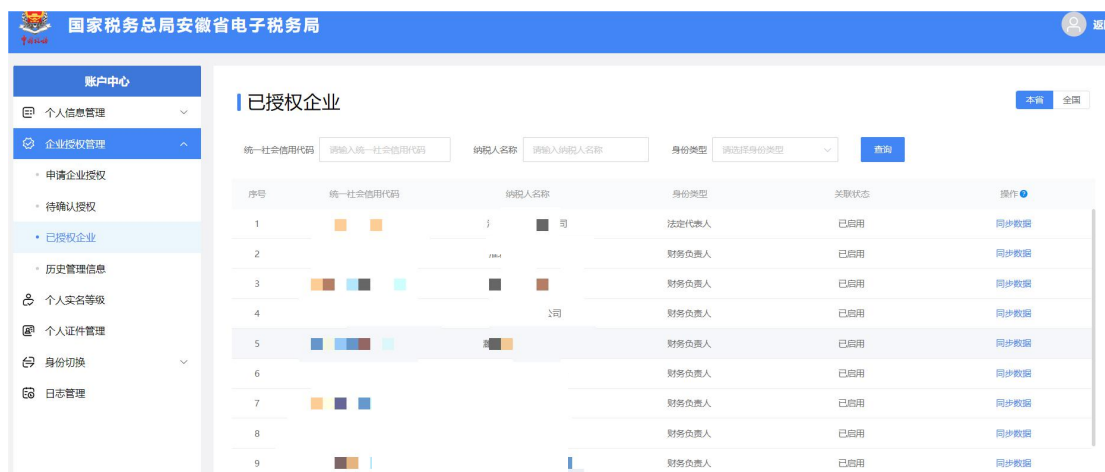 国家税务总局安徽省电子税务局
账户中心
个人信息管理
企业授权管理
申请企业授权
待确认授权
已授权企业
历史管理信息
个人实名等级
个人证件管理
身份切换
日志管理
已授权企业
本省 全国
统一社会信用代码 请输入统一社会信用代码 纳税人名称 请输入纳税人名称 身份类型 请选择身份类型 查询
序号 统一社会信用代码 纳税人名称 身份类型 关联状态 操作
1 司 法定代表人 已启用 同步数据
2 财务负责人 已启用 同步数据
3 财务负责人 已启用 同步数据
4 公司 财务负责人 已启用 同步数据
5 财务负责人 已启用 同步数据
6 财务负责人 已启用 同步数据
7 财务负责人 已启用 同步数据
8 财务负责人 已启用 同步数据
9 财务负责人 已启用 同步数据